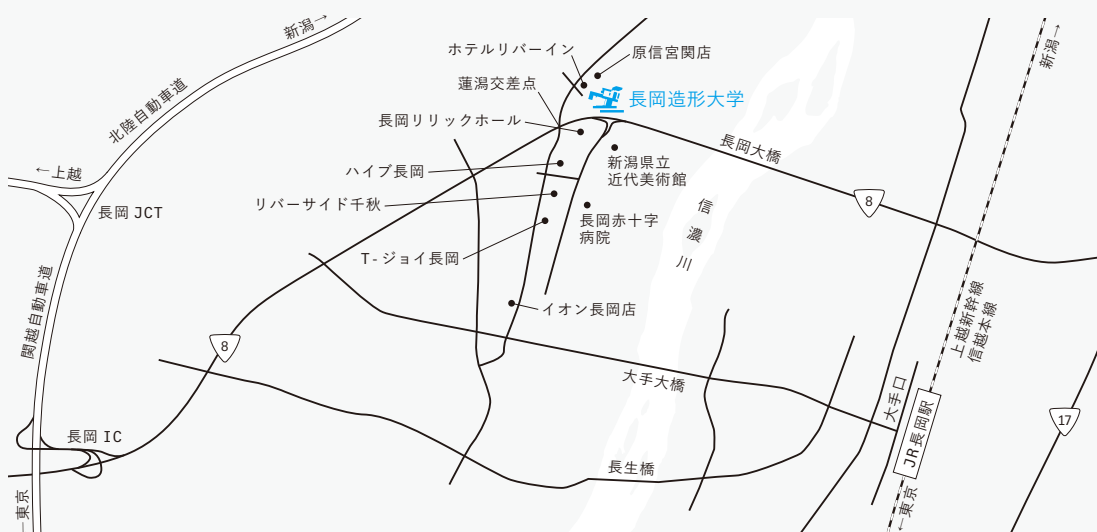 新潟→
北陸自動車道
←上越
長岡 JCT
関越自動車道
長岡 IC
←東京
8
ホテルリバーイン
原信宮関店
蓮潟交差点
長岡造形大学
長岡リリックホール
ハイブ長岡
新潟県立
近代美術館
リバーサイド千秋
長岡赤十字
病院
T-ジョイ長岡
イオン長岡店
信濃川
長岡大橋
8
大手大橋
長生橋
新潟→
上越新幹線
信越本線
大手口
JR長岡駅
←東京
17